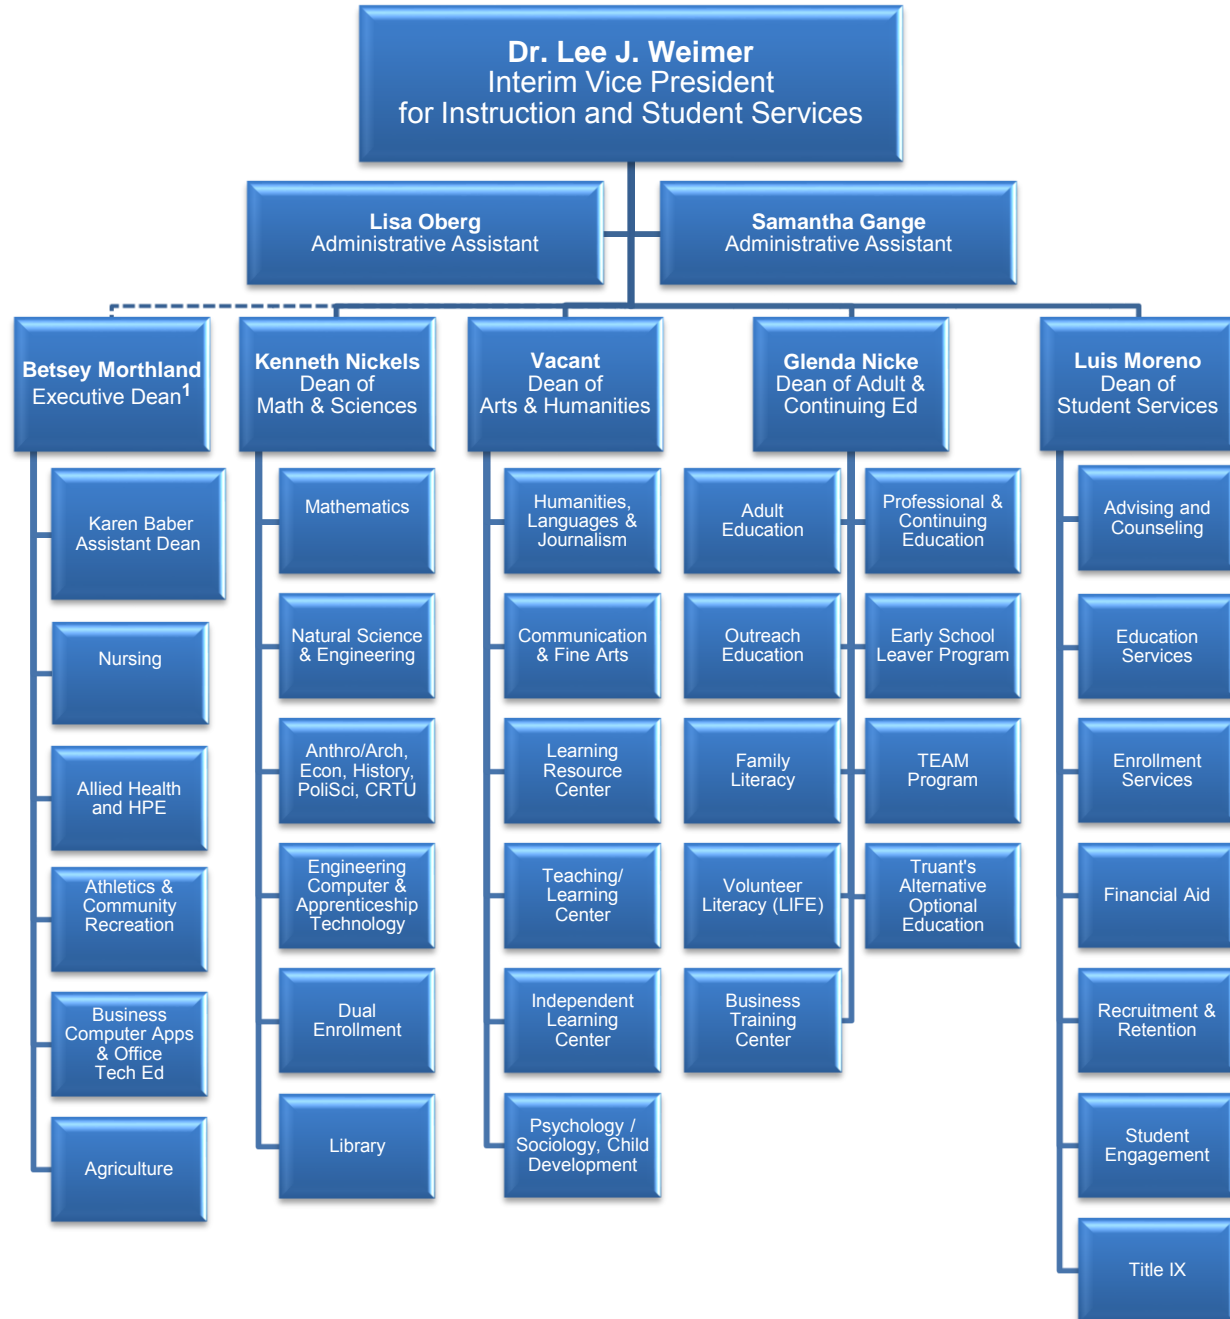 Dr. Lee J. Weimer
Interim Vice President
for Instruction and Student Services
Lisa Oberg
Administrative Assistant
Samantha Gange
Administrative Assistant
Betsey Morthland
Executive Dean1
Kenneth Nickels
Dean of
Math & Sciences
Vacant
Dean of
Arts & Humanities
Glenda Nicke
Dean of Adult &
Continuing Ed
Luis Moreno
Dean of
Student Services
Karen Baber
Assistant Dean
Nursing
Allied Health
and HPE
Athletics &
Community
Recreation
Business
Computer Apps
& Office
Tech Ed
Agriculture
Mathematics
Natural Science
& Engineering
Anthro/Arch,
Econ, History,
PoliSci, CRTU
Engineering
Computer &
Apprenticeship
Technology
Dual
Enrollment
Library
Humanities,
Languages &
Journalism
Communication
& Fine Arts
Learning
Resource
Center
Teaching/
Learning
Center
Independent
Learning
Center
Psychology /
Sociology, Child
Development
Adult
Education
Outreach
Education
Family
Literacy
Volunteer
Literacy (LIFE)
Business
Training
Center
Professional &
Continuing
Education
Early School
Leaver Program
TEAM
Program
Truant's
Alternative
Optional
Education
Advising and
Counseling
Education
Services
Enrollment
Services
Financial Aid
Recruitment &
Retention
Student
Engagement
Title IX